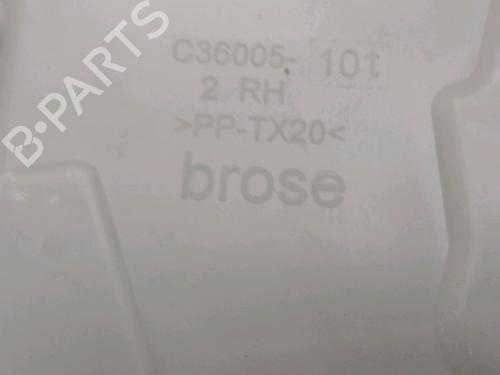 C36005- 101
2 RH
>PP-TX20<
brose
B-PARTS